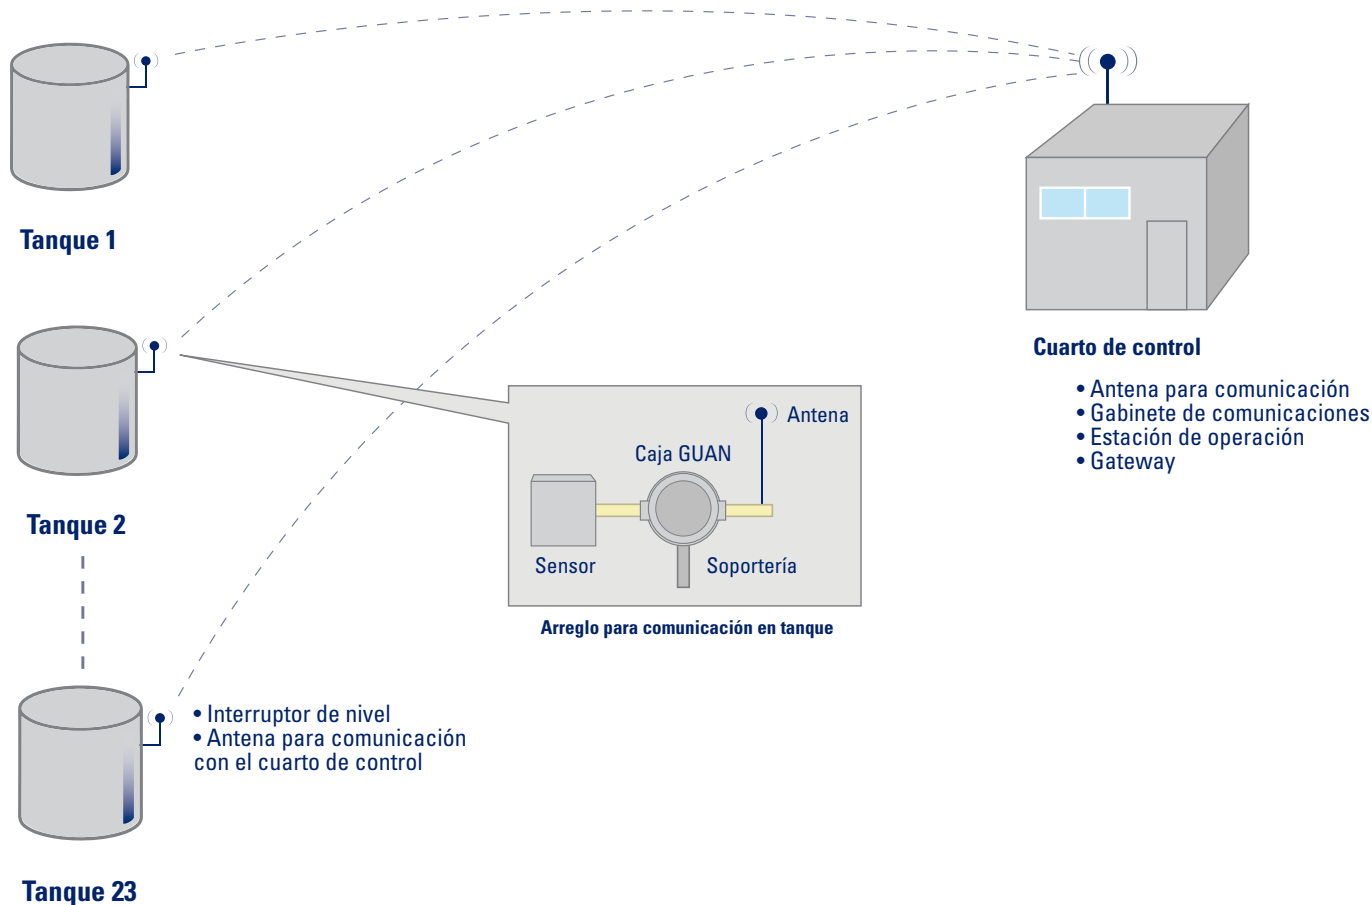 Tanque 1
Tanque 2
Tanque 23
• Interruptor de nivel
• Antena para comunicación
con el cuarto de control
Antena
Caja GUAN
Sensor
Soportería
Arreglo para comunicación en tanque
Cuarto de control
• Antena para comunicación
• Gabinete de comunicaciones
• Estación de operación
• Gateway